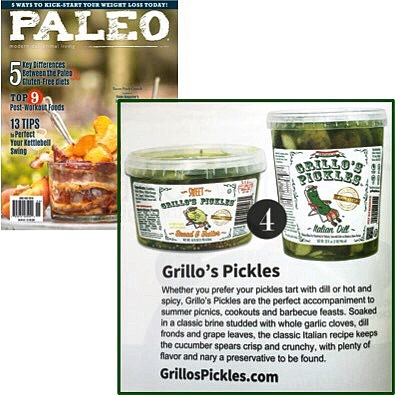 5 WAYS TO KICK-START YOUR WEIGHT LOSS TODAY!
PALEO
modern day primal living
5 Key Differences
Between the Paleo
Gluten-Free diets
TOP 9
Post-Workout Foods
13 TIPS
to Perfect
Your Kettlebell
Swing
SWEET
GRILLO'S PICKLES
Bread & Butter
4
GRILLO'S
PICKLES
Italian Dill
Grillo's Pickles
Whether you prefer your pickles tart with dill or hot and
spicy, Grillo's Pickles are the perfect accompaniment to
summer picnics, cookouts and barbecue feasts. Soaked
in a classic brine studded with whole garlic cloves, dill
fronds and grape leaves, the classic Italian recipe keeps
the cucumber spears crisp and crunchy, with plenty of
flavor and nary a preservative to be found.
GrillosPickles.com